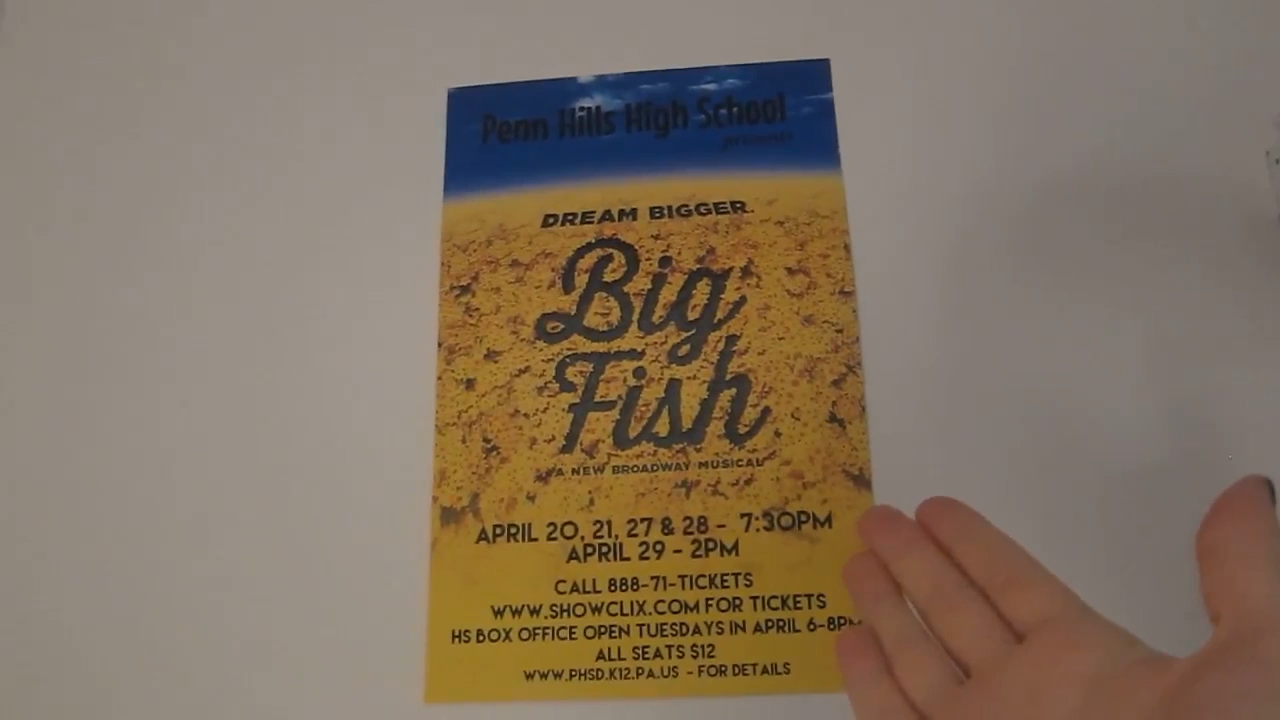 Penn Hills High School
presents
DREAM BIGGER.
Big
Fish
A NEW BROADWAY MUSICAL
APRIL 20, 21, 27 & 28 - 7:30PM
APRIL 29 - 2PM
CALL 888-71-TICKETS
WWW.SHOWCLIX.COM FOR TICKETS
HS BOX OFFICE OPEN TUESDAYS IN APRIL 6-8PM
ALL SEATS $12
WWW.PHSD.K12.PA.US - FOR DETAILS